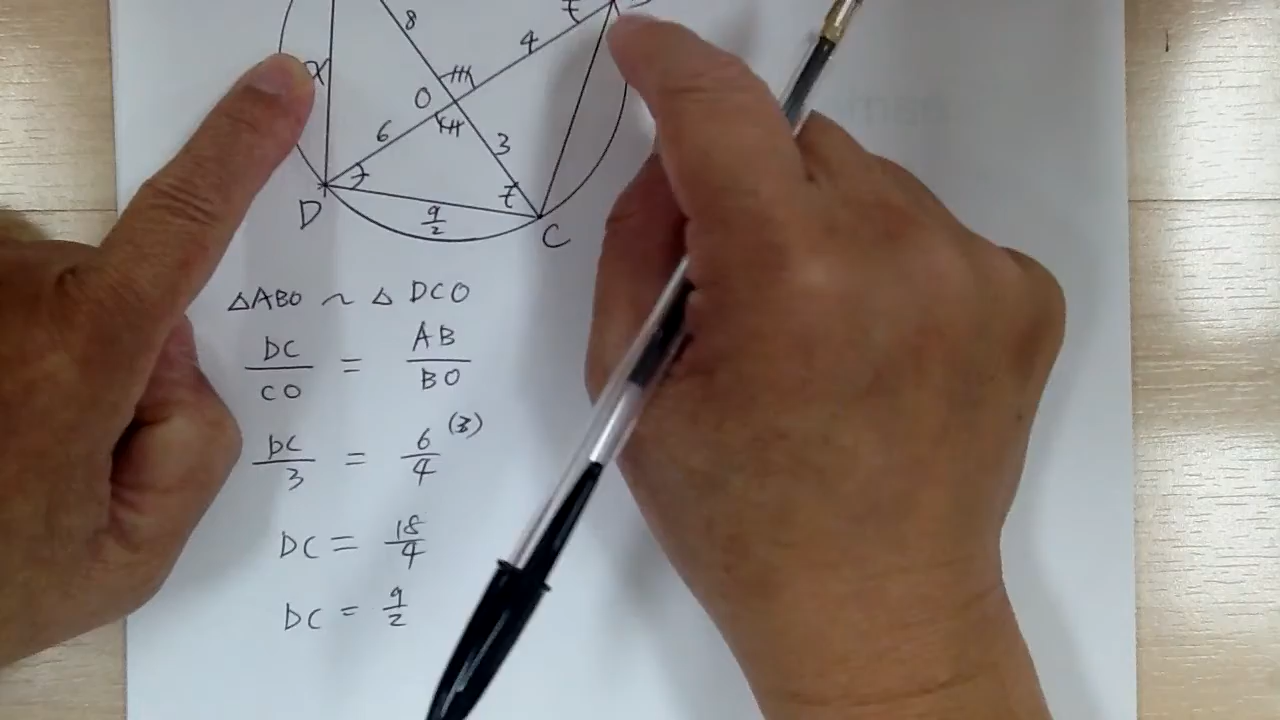 8
4
x
O
6
3
D
9/2
C
△ABO ~ △ DCO
DC/CO = AB/BO
DC/3 = 6/4 (3)
DC = 18/4
DC = 9/2